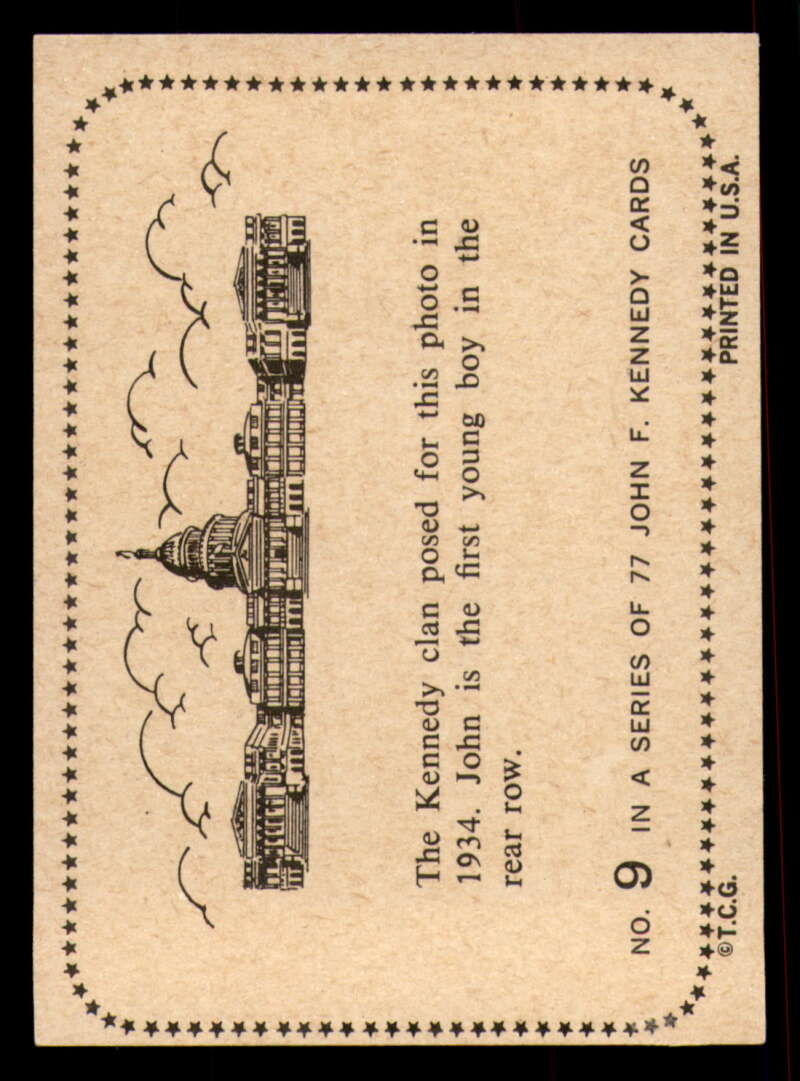 The Kennedy clan posed for this photo in
1934. John is the first young boy in the
rear row.
NO. 9 IN A SERIES OF 77 JOHN F. KENNEDY CARDS
©T.C.G. PRINTED IN U.S.A.